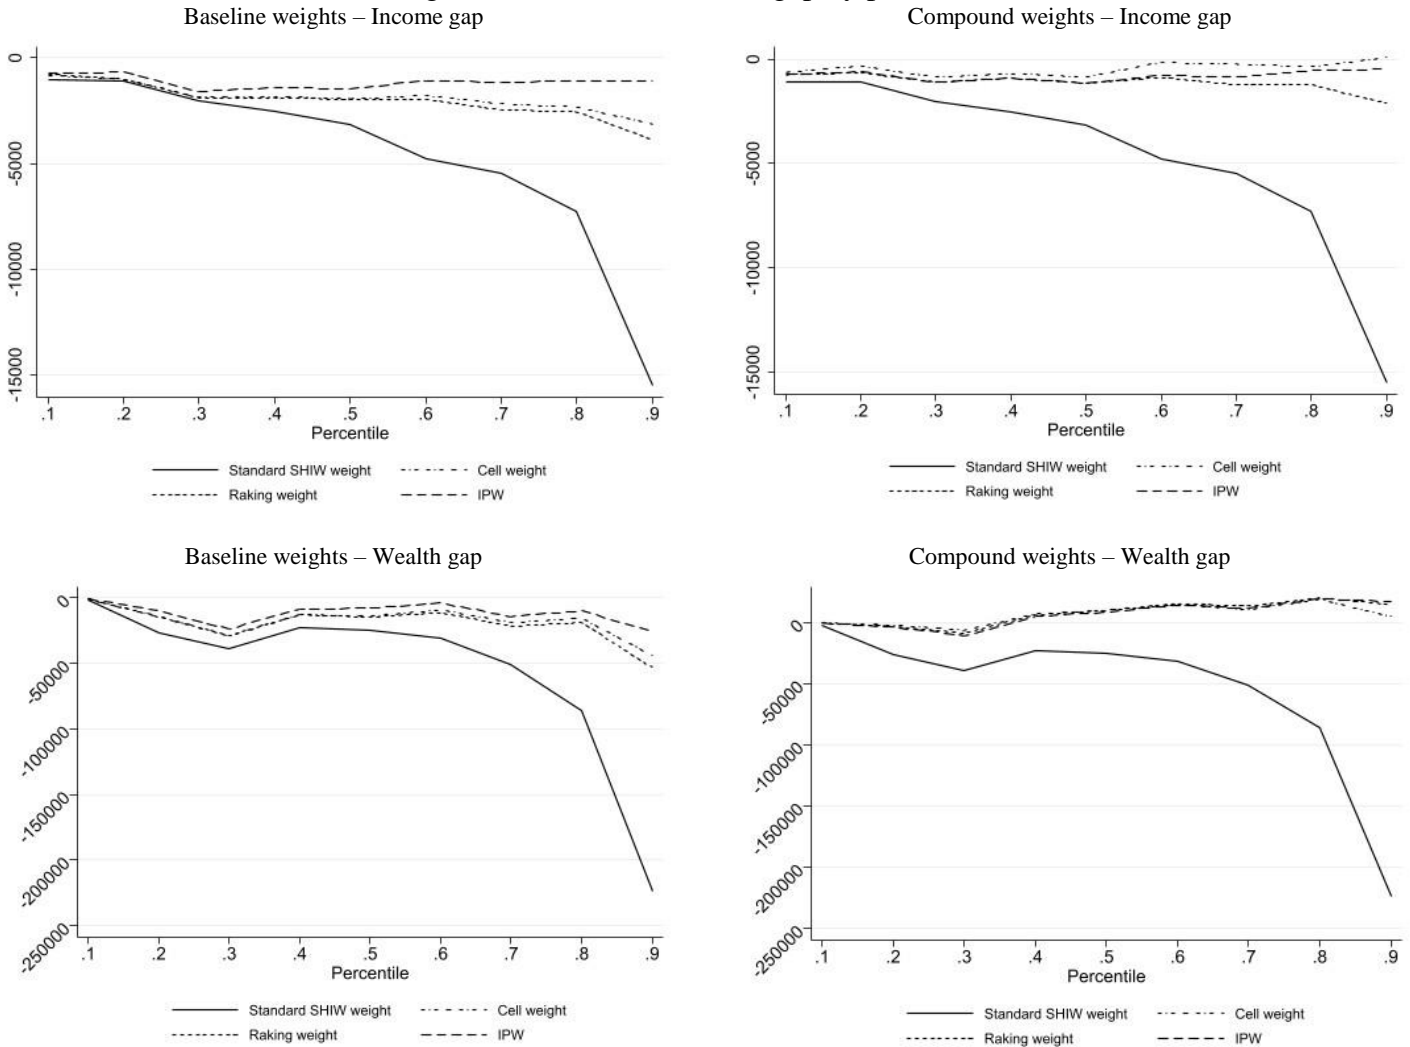 Baseline weights – Income gap
0
-5000
-10000
-15000
.1 .2 .3 .4 .5 .6 .7 .8 .9
Percentile
Standard SHIW weight Cell weight
Raking weight IPW
Compound weights – Income gap
0
-5000
-10000
-15000
.1 .2 .3 .4 .5 .6 .7 .8 .9
Percentile
Standard SHIW weight Cell weight
Raking weight IPW
Baseline weights – Wealth gap
0
-50000
-100000
-150000
-200000
-250000
.1 .2 .3 .4 .5 .6 .7 .8 .9
Percentile
Standard SHIW weight Cell weight
Raking weight IPW
Compound weights – Wealth gap
0
-50000
-100000
-150000
-200000
-250000
.1 .2 .3 .4 .5 .6 .7 .8 .9
Percentile
Standard SHIW weight Cell weight
Raking weight IPW